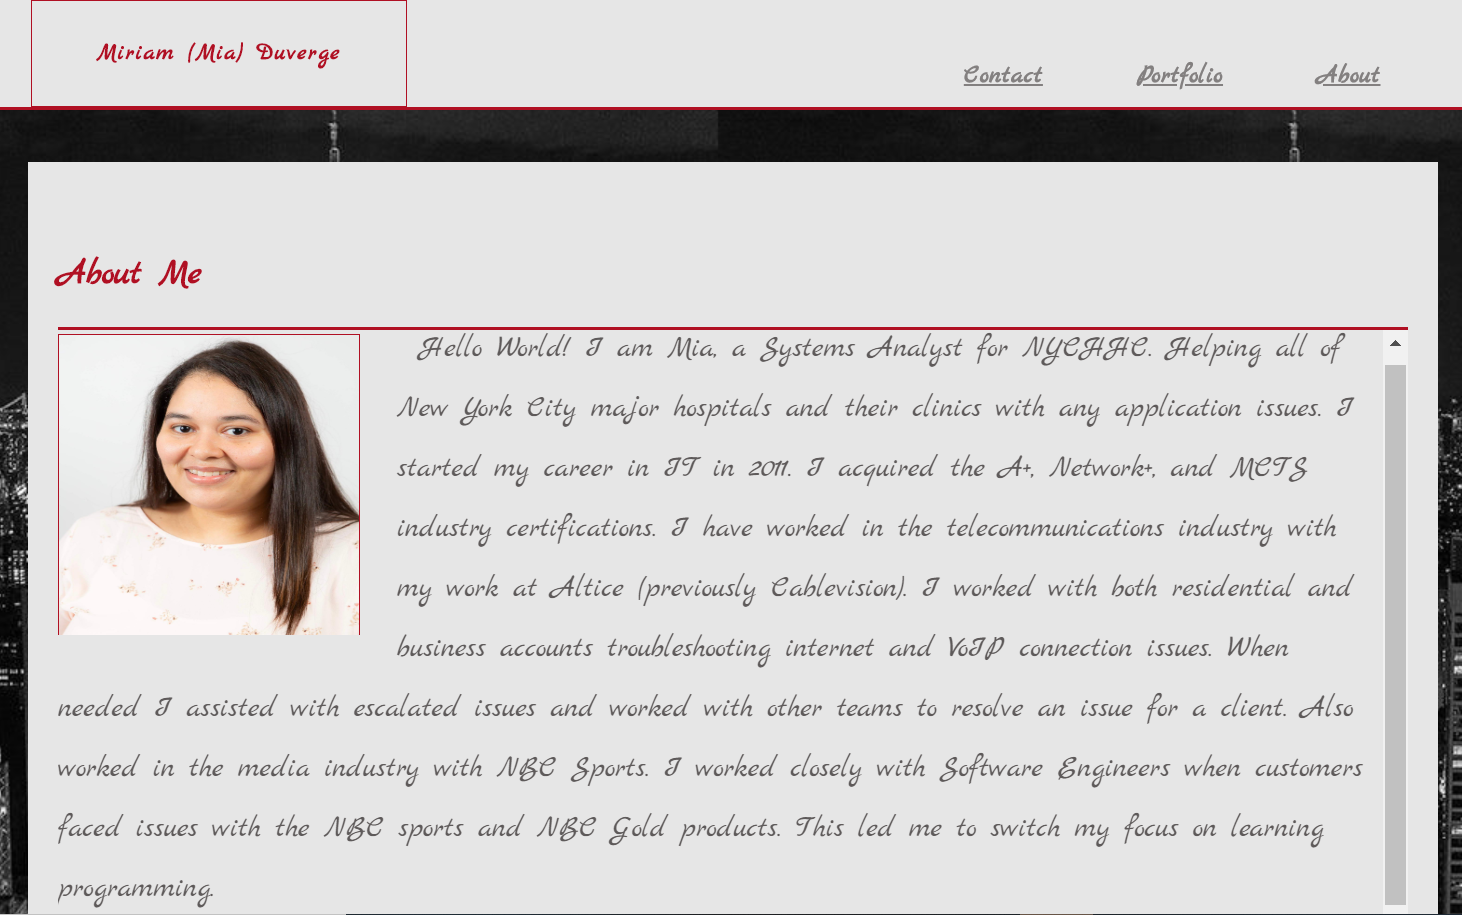 Miriam (Mia) Duverge
Contact
Portfolio
About
About Me
Hello World! I am Mia, a Systems Analyst for NYCHHC. Helping all of
New York City major hospitals and their clinics with any application issues. I
started my career in IT in 2011. I acquired the A+, Network+, and MCTS
industry certifications. I have worked in the telecommunications industry with
my work at Altice (previously Cablevision). I worked with both residential and
business accounts troubleshooting internet and VoIP connection issues. When
needed I assisted with escalated issues and worked with other teams to resolve an issue for a client. Also
worked in the media industry with NBC Sports. I worked closely with Software Engineers when customers
faced issues with the NBC sports and NBC Gold products. This led me to switch my focus on learning
programming.